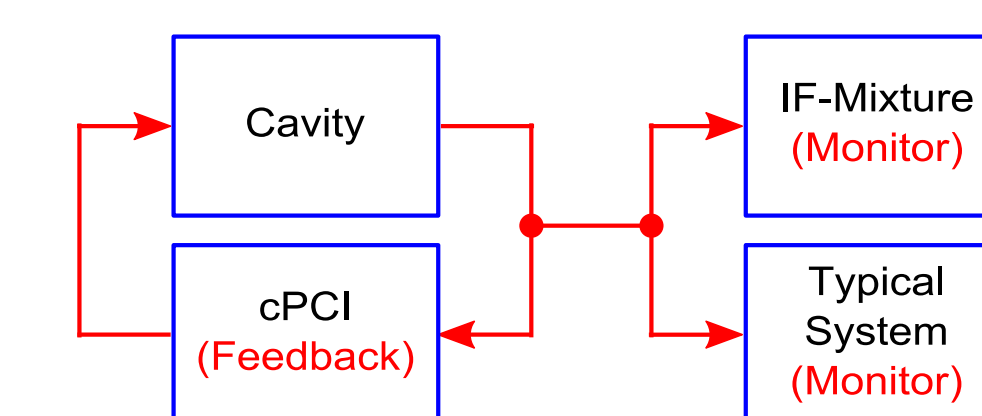 Cavity
IF-Mixture
(Monitor)
cPCI
(Feedback)
Typical
System
(Monitor)